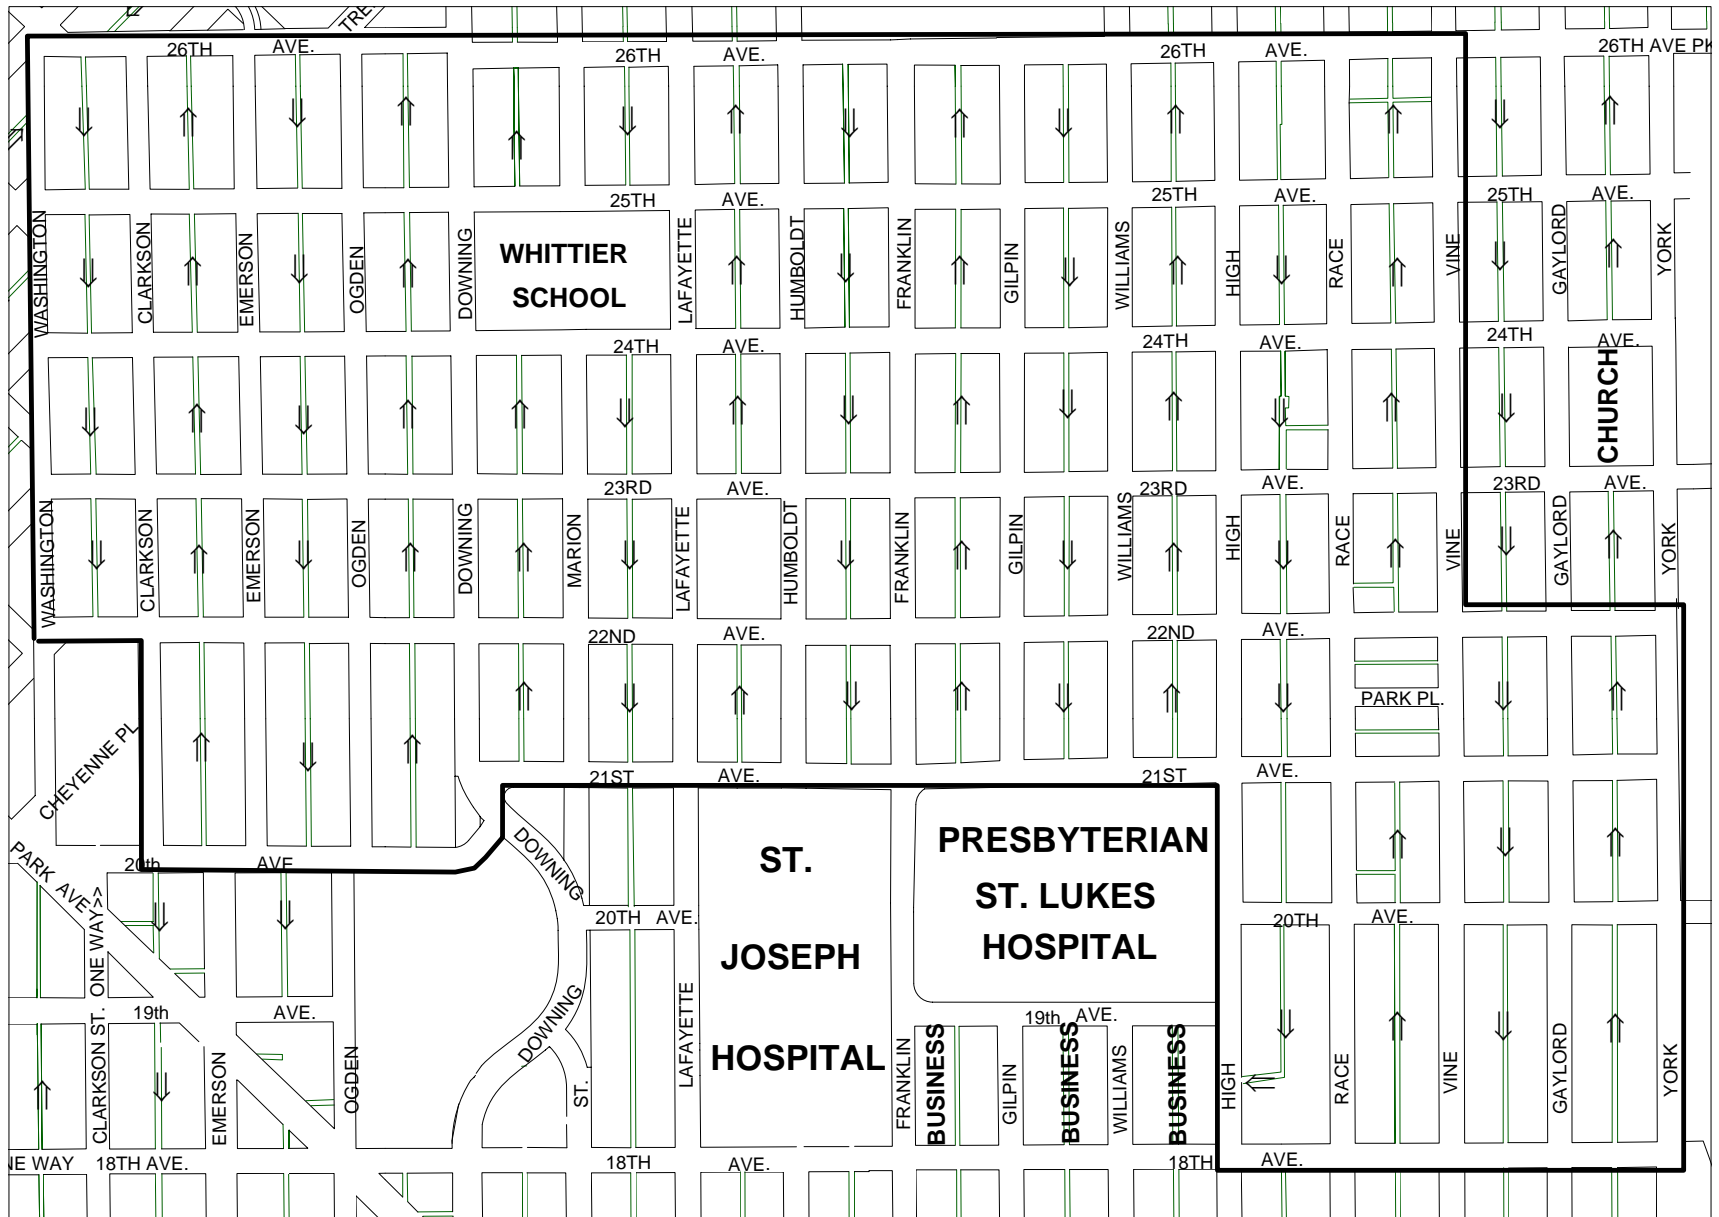 26TH AVE. 26TH AVE. 26TH AVE. 26TH AVE PK
25TH AVE. 25TH AVE. 25TH AVE.
WASHINGTON
CLARKSON
EMERSON
OGDEN
DOWNING
WHITTIER
SCHOOL
LAFAYETTE
HUMBOLDT
FRANKLIN
GILPIN
WILLIAMS
HIGH
RACE
VINE
GAYLORD
YORK
24TH AVE. 24TH AVE. 24TH AVE.
CHURCH
23RD AVE. 23RD AVE. 23RD AVE.
WASHINGTON
CLARKSON
EMERSON
OGDEN
DOWNING
MARION
LAFAYETTE
HUMBOLDT
FRANKLIN
GILPIN
WILLIAMS
HIGH
RACE
VINE
GAYLORD
YORK
22ND AVE. 22ND AVE.
PARK PL.
CHEYENNE PL.
21ST AVE. 21ST AVE.
PARK AVE.
20th AVE
DOWNING
ST.
JOSEPH
HOSPITAL
PRESBYTERIAN
ST. LUKES
HOSPITAL
20TH AVE. 20TH AVE.
CLARKSON ST. ONE WAY>>
19th AVE.
19th AVE.
DOWNING
ST.
EMERSON
OGDEN
LAFAYETTE
FRANKLIN
BUSINESS
GILPIN
BUSINESS
WILLIAMS
BUSINESS
HIGH
RACE
VINE
GAYLORD
YORK
NE WAY 18TH AVE. 18TH AVE. 18TH AVE.